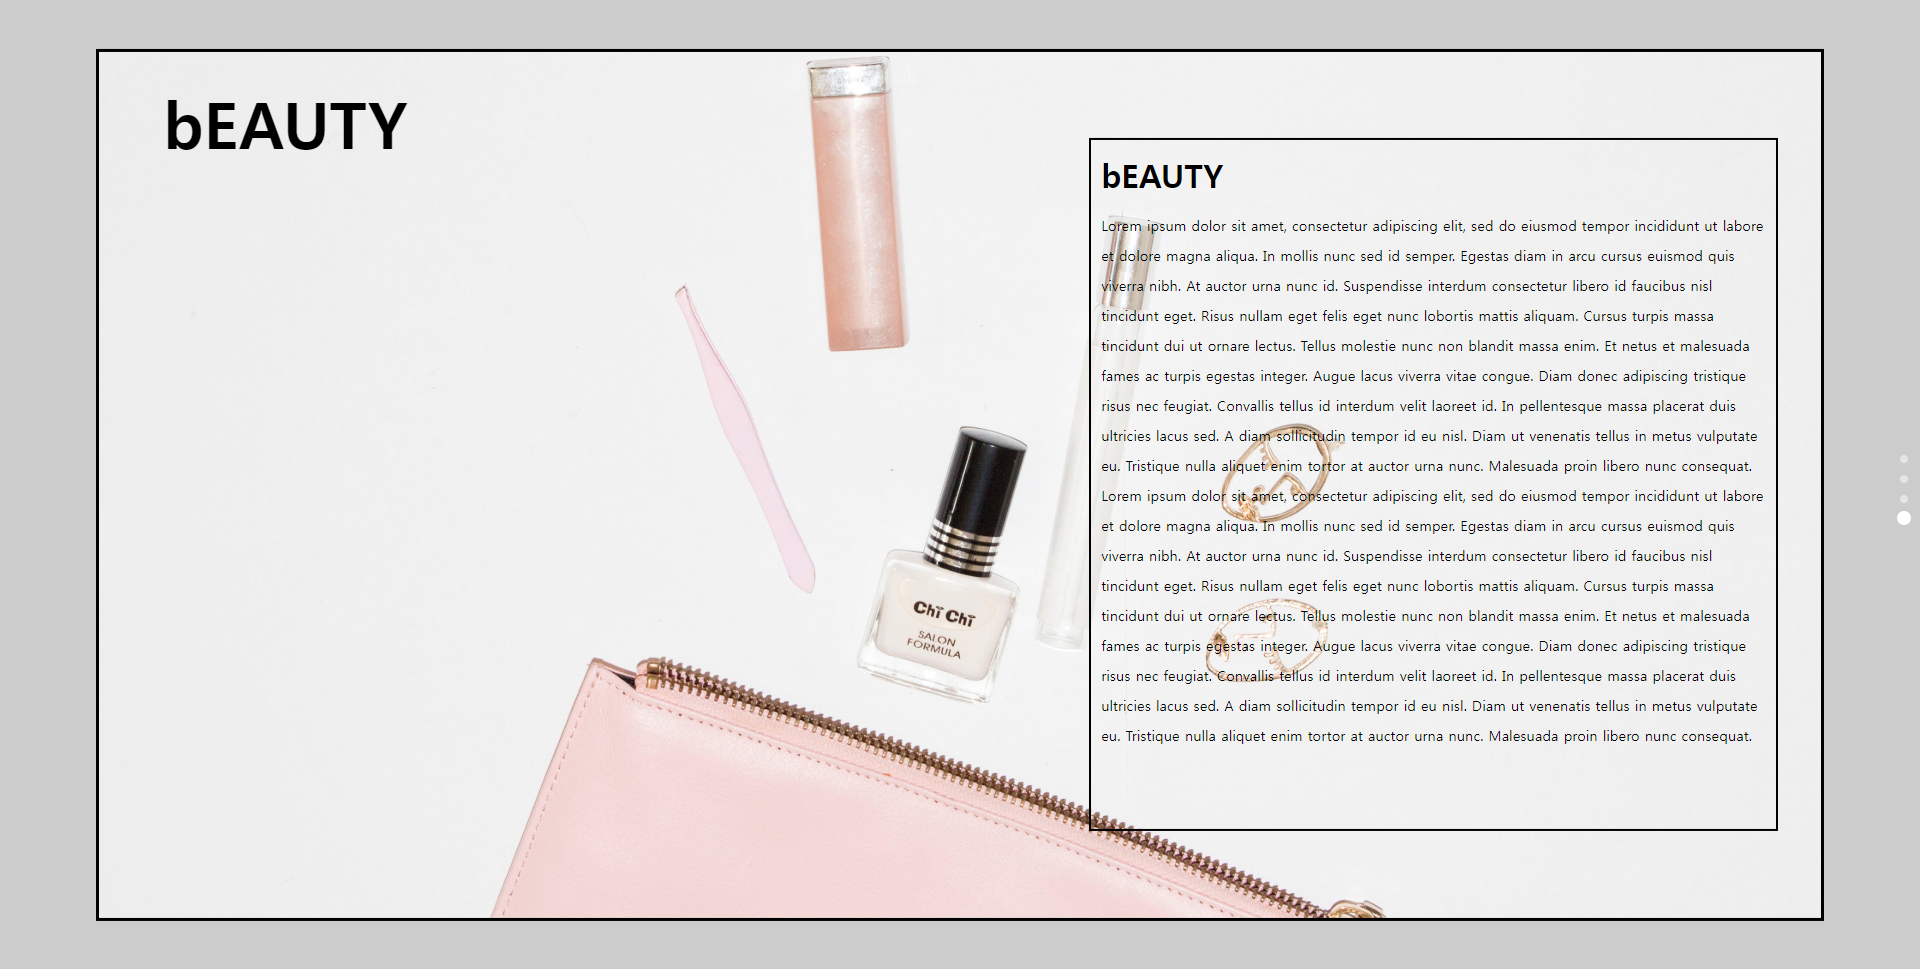 bEAUTY
bEAUTY
Lorem ipsum dolor sit amet, consectetur adipiscing elit, sed do eiusmod tempor incididunt ut labore
et dolore magna aliqua. In mollis nunc sed id semper. Egestas diam in arcu cursus euismod quis
viverra nibh. At auctor urna nunc id. Suspendisse interdum consectetur libero id faucibus nisl
tincidunt eget. Risus nullam eget felis eget nunc lobortis mattis aliquam. Cursus turpis massa
tincidunt dui ut ornare lectus. Tellus molestie nunc non blandit massa enim. Et netus et malesuada
fames ac turpis egestas integer. Augue lacus viverra vitae congue. Diam donec adipiscing tristique
risus nec feugiat. Convallis tellus id interdum velit laoreet id. In pellentesque massa placerat duis
ultricies lacus sed. A diam sollicitudin tempor id eu nisl. Diam ut venenatis tellus in metus vulputate
eu. Tristique nulla aliquet enim tortor at auctor urna nunc. Malesuada proin libero nunc consequat.
Lorem ipsum dolor sit amet, consectetur adipiscing elit, sed do eiusmod tempor incididunt ut labore
et dolore magna aliqua. In mollis nunc sed id semper. Egestas diam in arcu cursus euismod quis
viverra nibh. At auctor urna nunc id. Suspendisse interdum consectetur libero id faucibus nisl
tincidunt eget. Risus nullam eget felis eget nunc lobortis mattis aliquam. Cursus turpis massa
tincidunt dui ut ornare lectus. Tellus molestie nunc non blandit massa enim. Et netus et malesuada
fames ac turpis egestas integer. Augue lacus viverra vitae congue. Diam donec adipiscing tristique
risus nec feugiat. Convallis tellus id interdum velit laoreet id. In pellentesque massa placerat duis
ultricies lacus sed. A diam sollicitudin tempor id eu nisl. Diam ut venenatis tellus in metus vulputate
eu. Tristique nulla aliquet enim tortor at auctor urna nunc. Malesuada proin libero nunc consequat.
Chi Chi
SALON
FORMULA